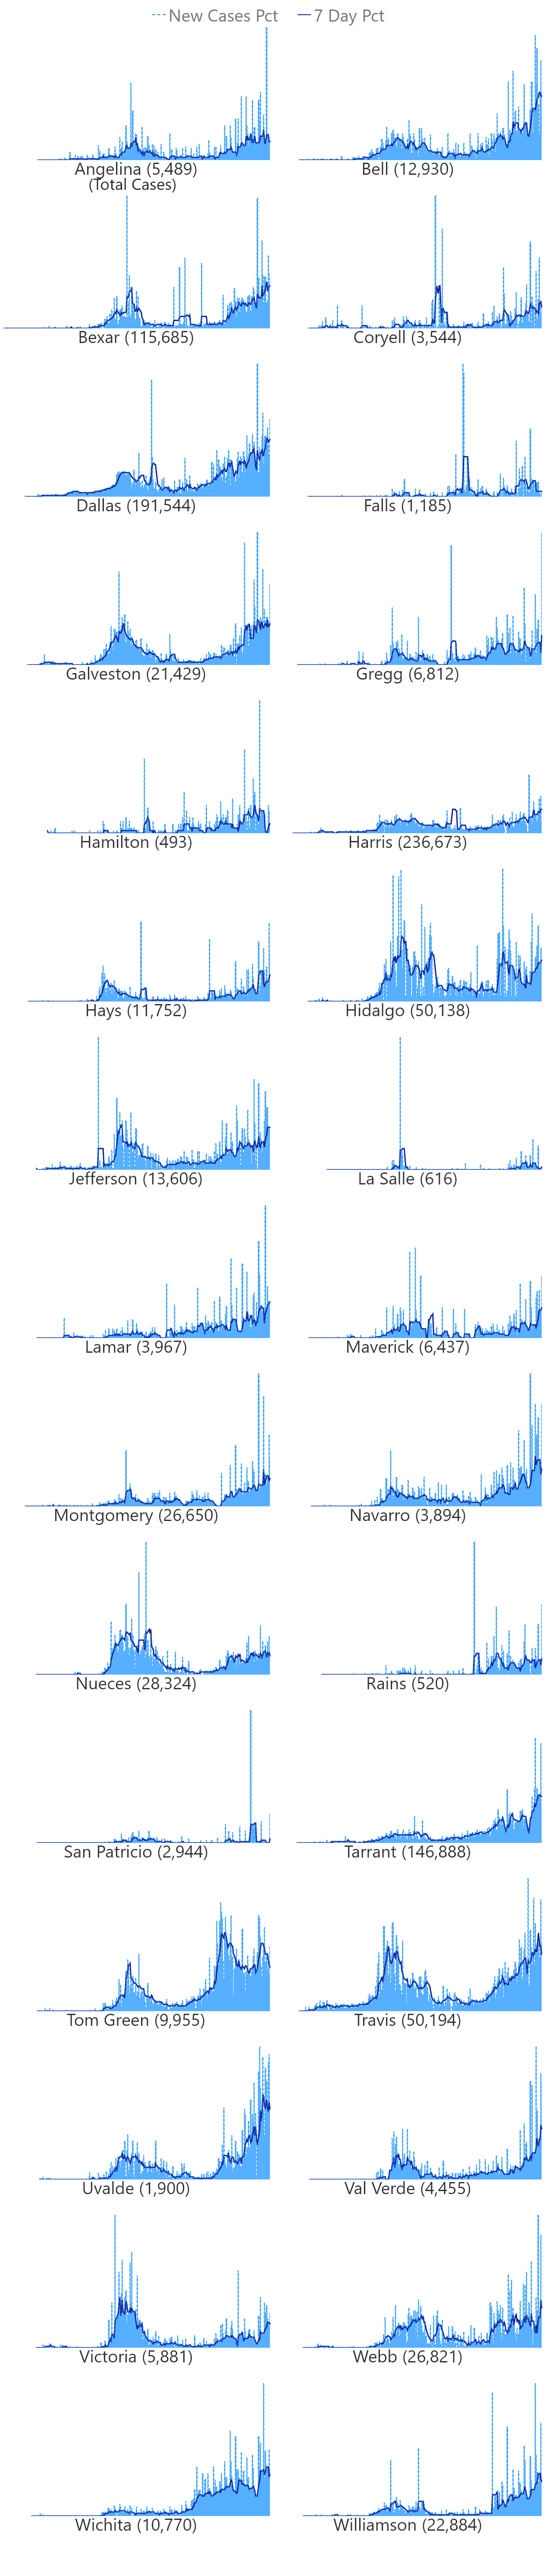 New Cases Pct 7 Day Pct
Angelina (5,489)
(Total Cases)
Bell (12,930)
Bexar (115,685)
Coryell (3,544)
Dallas (191,544)
Falls (1,185)
Galveston (21,429)
Gregg (6,812)
Hamilton (493)
Harris (236,673)
Hays (11,752)
Hidalgo (50,138)
Jefferson (13,606)
La Salle (616)
Lamar (3,967)
Maverick (6,437)
Montgomery (26,650)
Navarro (3,894)
Nueces (28,324)
Rains (520)
San Patricio (2,944)
Tarrant (146,888)
Tom Green (9,955)
Travis (50,194)
Uvalde (1,900)
Val Verde (4,455)
Victoria (5,881)
Webb (26,821)
Wichita (10,770)
Williamson (22,884)